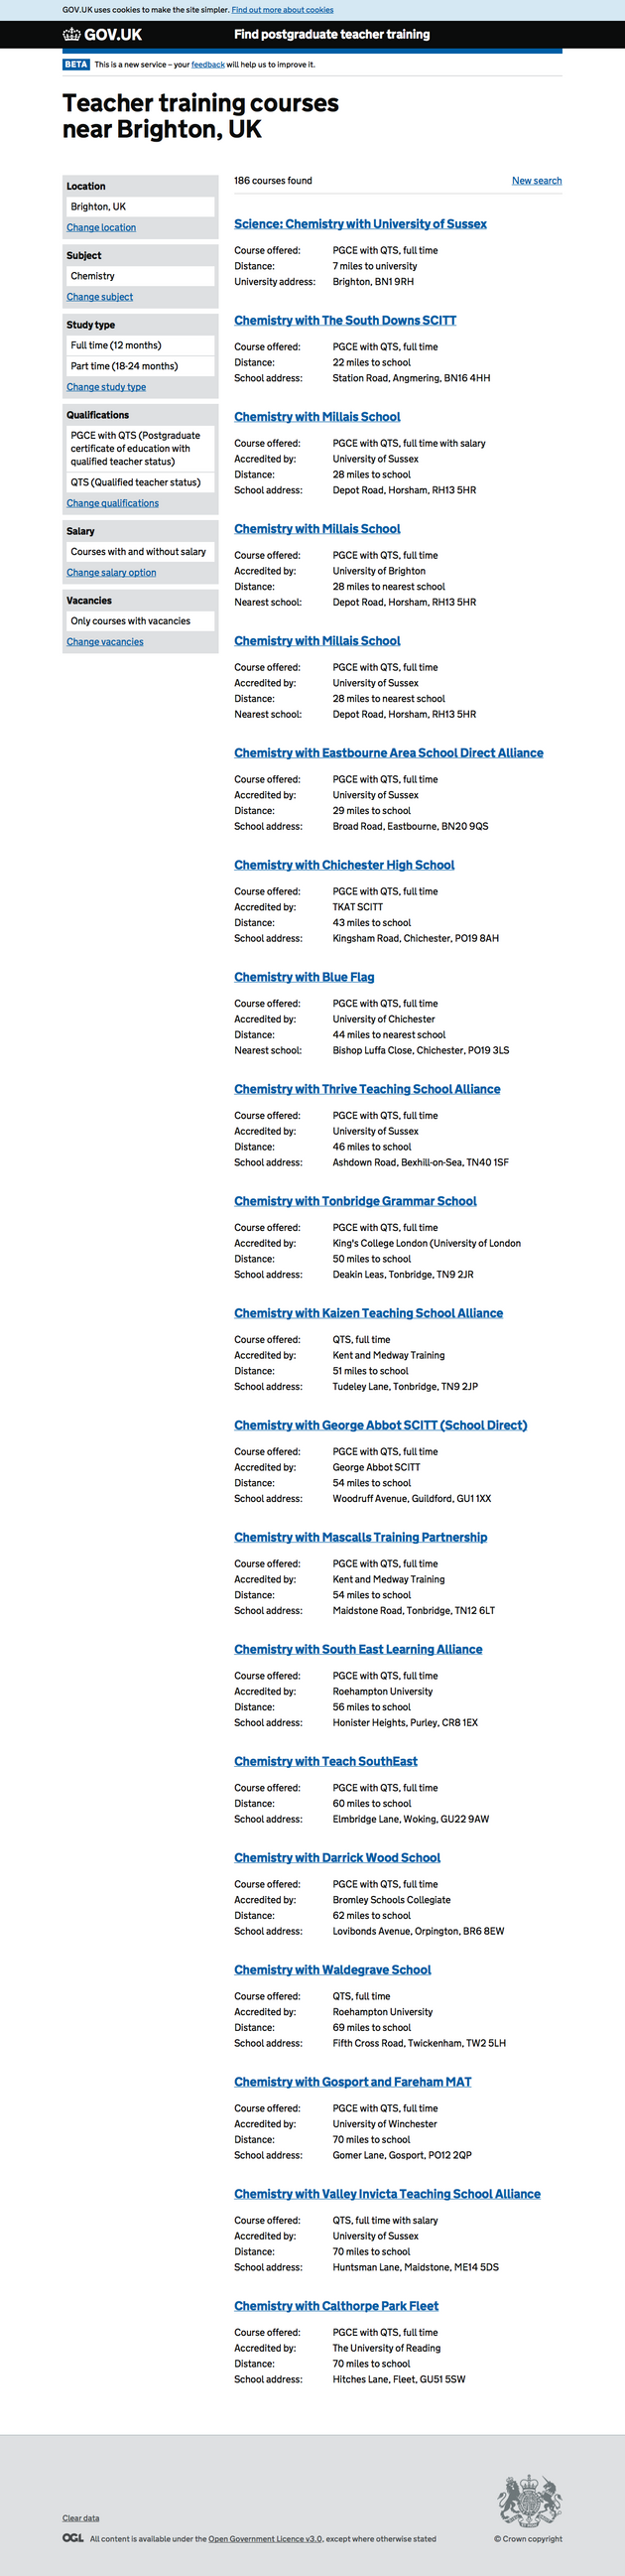 GOV.UK uses cookies to make the site simpler. Find out more about cookies
GOV.UK Find postgraduate teacher training
BETA This is a new service – your feedback will help us to improve it.
Teacher training courses
near Brighton, UK
Location
Brighton, UK
Change location
Subject
Chemistry
Change subject
Study type
Full time (12 months)
Part time (18-24 months)
Change study type
Qualifications
PGCE with QTS (Postgraduate
certificate of education with
qualified teacher status)
QTS (Qualified teacher status)
Change qualifications
Salary
Courses with and without salary
Change salary option
Vacancies
Only courses with vacancies
Change vacancies
186 courses found New search
Science: Chemistry with University of Sussex
Course offered: PGCE with QTS, full time
Distance: 7 miles to university
University address: Brighton, BN1 9RH
Chemistry with The South Downs SCITT
Course offered: PGCE with QTS, full time
Distance: 22 miles to school
School address: Station Road, Angmering, BN16 4HH
Chemistry with Millais School
Course offered: PGCE with QTS, full time with salary
Accredited by: University of Sussex
Distance: 28 miles to school
School address: Depot Road, Horsham, RH13 5HR
Chemistry with Millais School
Course offered: PGCE with QTS, full time
Accredited by: University of Brighton
Distance: 28 miles to nearest school
Nearest school: Depot Road, Horsham, RH13 5HR
Chemistry with Millais School
Course offered: PGCE with QTS, full time
Accredited by: University of Sussex
Distance: 28 miles to nearest school
Nearest school: Depot Road, Horsham, RH13 5HR
Chemistry with Eastbourne Area School Direct Alliance
Course offered: PGCE with QTS, full time
Accredited by: University of Sussex
Distance: 29 miles to school
School address: Broad Road, Eastbourne, BN20 9QS
Chemistry with Chichester High School
Course offered: PGCE with QTS, full time
Accredited by: TKAT SCITT
Distance: 43 miles to school
School address: Kingsham Road, Chichester, PO19 8AH
Chemistry with Blue Flag
Course offered: PGCE with QTS, full time
Accredited by: University of Chichester
Distance: 44 miles to nearest school
Nearest school: Bishop Luffa Close, Chichester, PO19 3LS
Chemistry with Thrive Teaching School Alliance
Course offered: PGCE with QTS, full time
Accredited by: University of Sussex
Distance: 46 miles to school
School address: Ashdown Road, Bexhill-on-Sea, TN40 1SF
Chemistry with Tonbridge Grammar School
Course offered: PGCE with QTS, full time
Accredited by: King's College London (University of London
Distance: 50 miles to school
School address: Deakin Leas, Tonbridge, TN9 2JR
Chemistry with Kaizen Teaching School Alliance
Course offered: QTS, full time
Accredited by: Kent and Medway Training
Distance: 51 miles to school
School address: Tudeley Lane, Tonbridge, TN9 2JP
Chemistry with George Abbot SCITT (School Direct)
Course offered: PGCE with QTS, full time
Accredited by: George Abbot SCITT
Distance: 54 miles to school
School address: Woodruff Avenue, Guildford, GU1 1XX
Chemistry with Mascalls Training Partnership
Course offered: PGCE with QTS, full time
Accredited by: Kent and Medway Training
Distance: 54 miles to school
School address: Maidstone Road, Tonbridge, TN12 6LT
Chemistry with South East Learning Alliance
Course offered: PGCE with QTS, full time
Accredited by: Roehampton University
Distance: 56 miles to school
School address: Honister Heights, Purley, CR8 1EX
Chemistry with Teach SouthEast
Course offered: PGCE with QTS, full time
Distance: 60 miles to school
School address: Elmbridge Lane, Woking, GU22 9AW
Chemistry with Darrick Wood School
Course offered: PGCE with QTS, full time
Accredited by: Bromley Schools Collegiate
Distance: 62 miles to school
School address: Lovibonds Avenue, Orpington, BR6 8EW
Chemistry with Waldegrave School
Course offered: QTS, full time
Accredited by: Roehampton University
Distance: 69 miles to school
School address: Fifth Cross Road, Twickenham, TW2 5LH
Chemistry with Gosport and Fareham MAT
Course offered: PGCE with QTS, full time
Accredited by: University of Winchester
Distance: 70 miles to school
School address: Gomer Lane, Gosport, PO12 2QP
Chemistry with Valley Invicta Teaching School Alliance
Course offered: QTS, full time with salary
Accredited by: University of Sussex
Distance: 70 miles to school
School address: Huntsman Lane, Maidstone, ME14 5DS
Chemistry with Calthorpe Park Fleet
Course offered: PGCE with QTS, full time
Accredited by: The University of Reading
Distance: 70 miles to school
School address: Hitches Lane, Fleet, GU51 5SW
Clear data
OGL All content is available under the Open Government Licence v3.0, except where otherwise stated
© Crown copyright